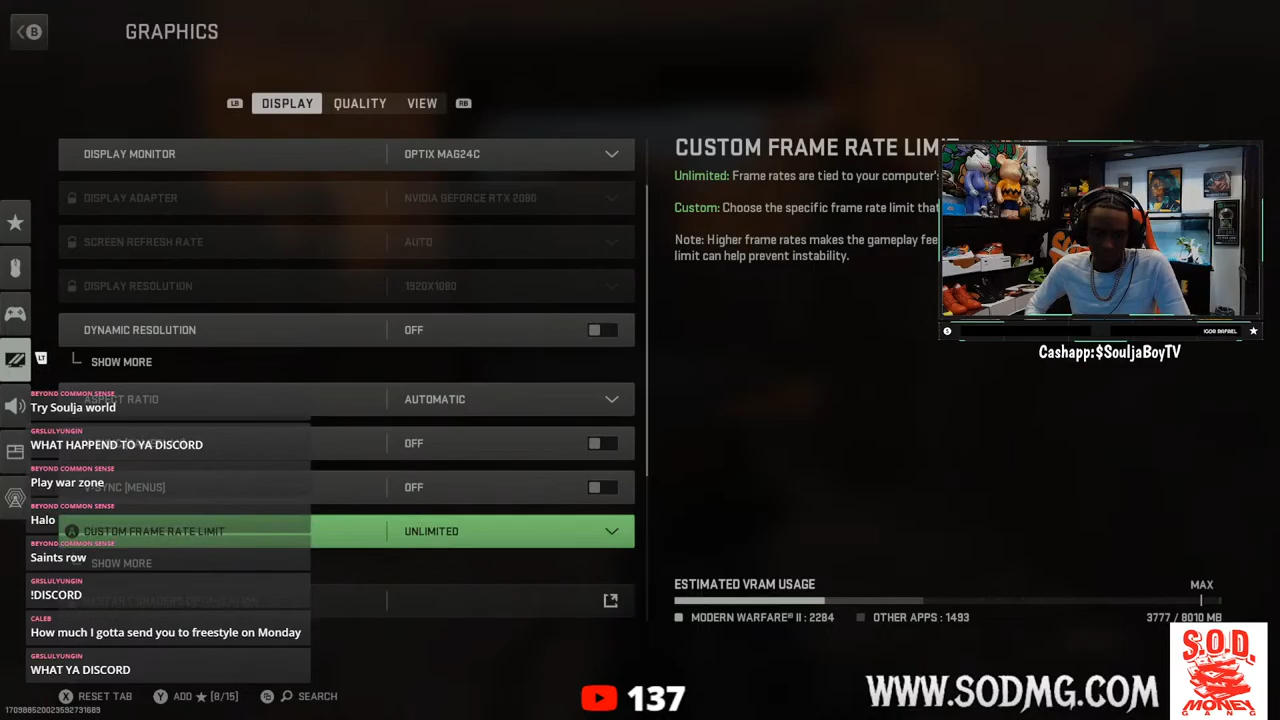 B
GRAPHICS
LB DISPLAY QUALITY VIEW RB
DISPLAY MONITOR OPTIX MAG24C
DISPLAY ADAPTER NVIDIA GEFORCE RTX 2080
SCREEN REFRESH RATE AUTO
DISPLAY RESOLUTION 1920X1080
DYNAMIC RESOLUTION OFF
SHOW MORE
LT
ASPECT RATIO AUTOMATIC
OFF
V-SYNC (MENUS) OFF
A CUSTOM FRAME RATE LIMIT UNLIMITED
SHOW MORE
BEYOND COMMON SENSE
Try Soulja world
GRSLULYUNGIN
WHAT HAPPEND TO YA DISCORD
BEYOND COMMON SENSE
Play war zone
BEYOND COMMON SENSE
Halo
BEYOND COMMON SENSE
Saints row
GRSLULYUNGIN
!DISCORD
CALEB
How much I gotta send you to freestyle on Monday
GRSLULYUNGIN
WHAT YA DISCORD
X RESET TAB Y ADD ★ [8/15] SEARCH
CUSTOM FRAME RATE LIM
Unlimited: Frame rates are tied to your computer's
Custom: Choose the specific frame rate limit that
Note: Higher frame rates makes the gameplay fee
limit can help prevent instability.
IGOR RAFAEL
Cashapp:$SouljaBoyTV
ESTIMATED VRAM USAGE MAX
MODERN WARFARE® II : 2284 OTHER APPS : 1493 3777 / 8010 MB
137
WWW.SODMG.COM
S.O.D.
MONEY
GANG